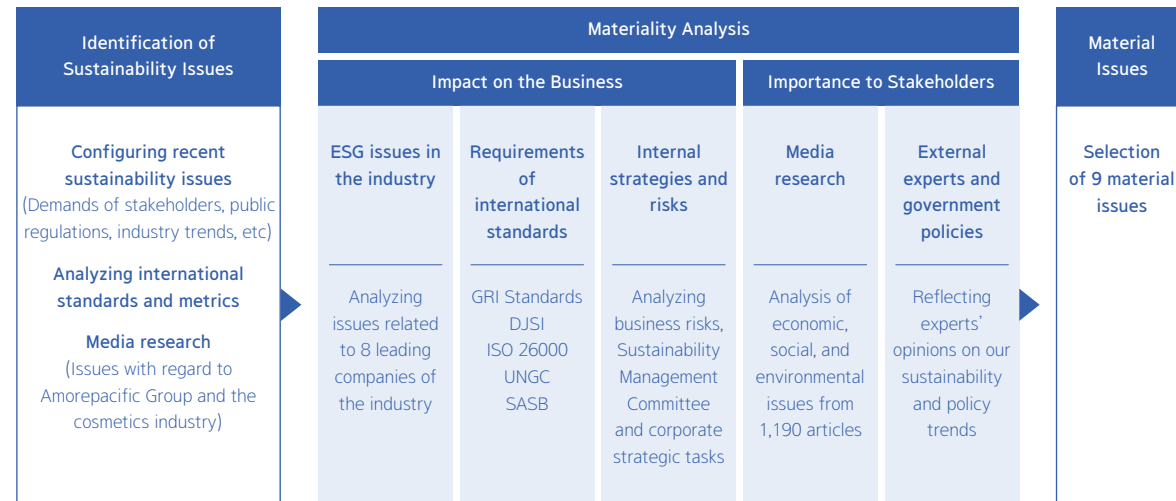 Identification of
Sustainability Issues
Configuring recent
sustainability issues
(Demands of stakeholders, public
regulations, industry trends, etc)
Analyzing international
standards and metrics
Media research
(Issues with regard to
Amorepacific Group and the
cosmetics industry)
Materiality Analysis
Impact on the Business
ESG issues in
the industry
Analyzing
issues related
to 8 leading
companies of
the industry
Requirements
of
international
standards
GRI Standards
DJSI
ISO 26000
UNGC
SASB
Internal
strategies and
risks
Analyzing
business risks,
Sustainability
Management
Committee
and corporate
strategic tasks
Importance to Stakeholders
Media
research
Analysis of
economic,
social, and
environmental
issues from
1,190 articles
External
experts and
government
policies
Reflecting
experts’
opinions on our
sustainability
and policy
trends
Material
Issues
Selection
of 9 material
issues